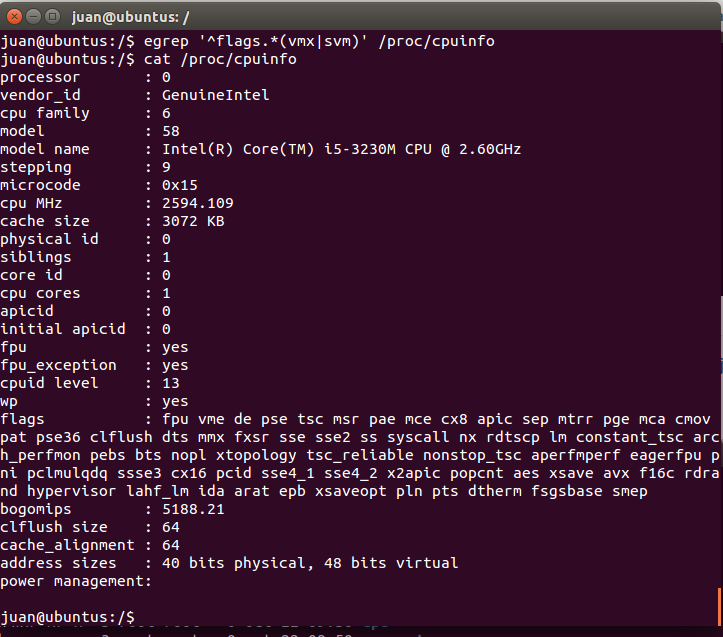 juan@ubuntus: /
juan@ubuntus:/$ egrep '^flags.*(vmx|svm)' /proc/cpuinfo
juan@ubuntus:/$ cat /proc/cpuinfo
processor       : 0
vendor_id       : GenuineIntel
cpu family      : 6
model           : 58
model name      : Intel(R) Core(TM) i5-3230M CPU @ 2.60GHz
stepping        : 9
microcode       : 0x15
cpu MHz         : 2594.109
cache size      : 3072 KB
physical id     : 0
siblings        : 1
core id         : 0
cpu cores       : 1
apicid          : 0
initial apicid  : 0
fpu             : yes
fpu_exception   : yes
cpuid level     : 13
wp              : yes
flags           : fpu vme de pse tsc msr pae mce cx8 apic sep mtrr pge mca cmov
pat pse36 clflush dts mmx fxsr sse sse2 ss syscall nx rdtscp lm constant_tsc arc
h_perfmon pebs bts nopl xtopology tsc_reliable nonstop_tsc aperfmperf eagerfpu p
ni pclmulqdq ssse3 cx16 pcid sse4_1 sse4_2 x2apic popcnt aes xsave avx f16c rdra
nd hypervisor lahf_lm ida arat epb xsaveopt pln pts dtherm fsgsbase smep
bogomips        : 5188.21
clflush size    : 64
cache_alignment : 64
address sizes   : 40 bits physical, 48 bits virtual
power management:
juan@ubuntus:/$